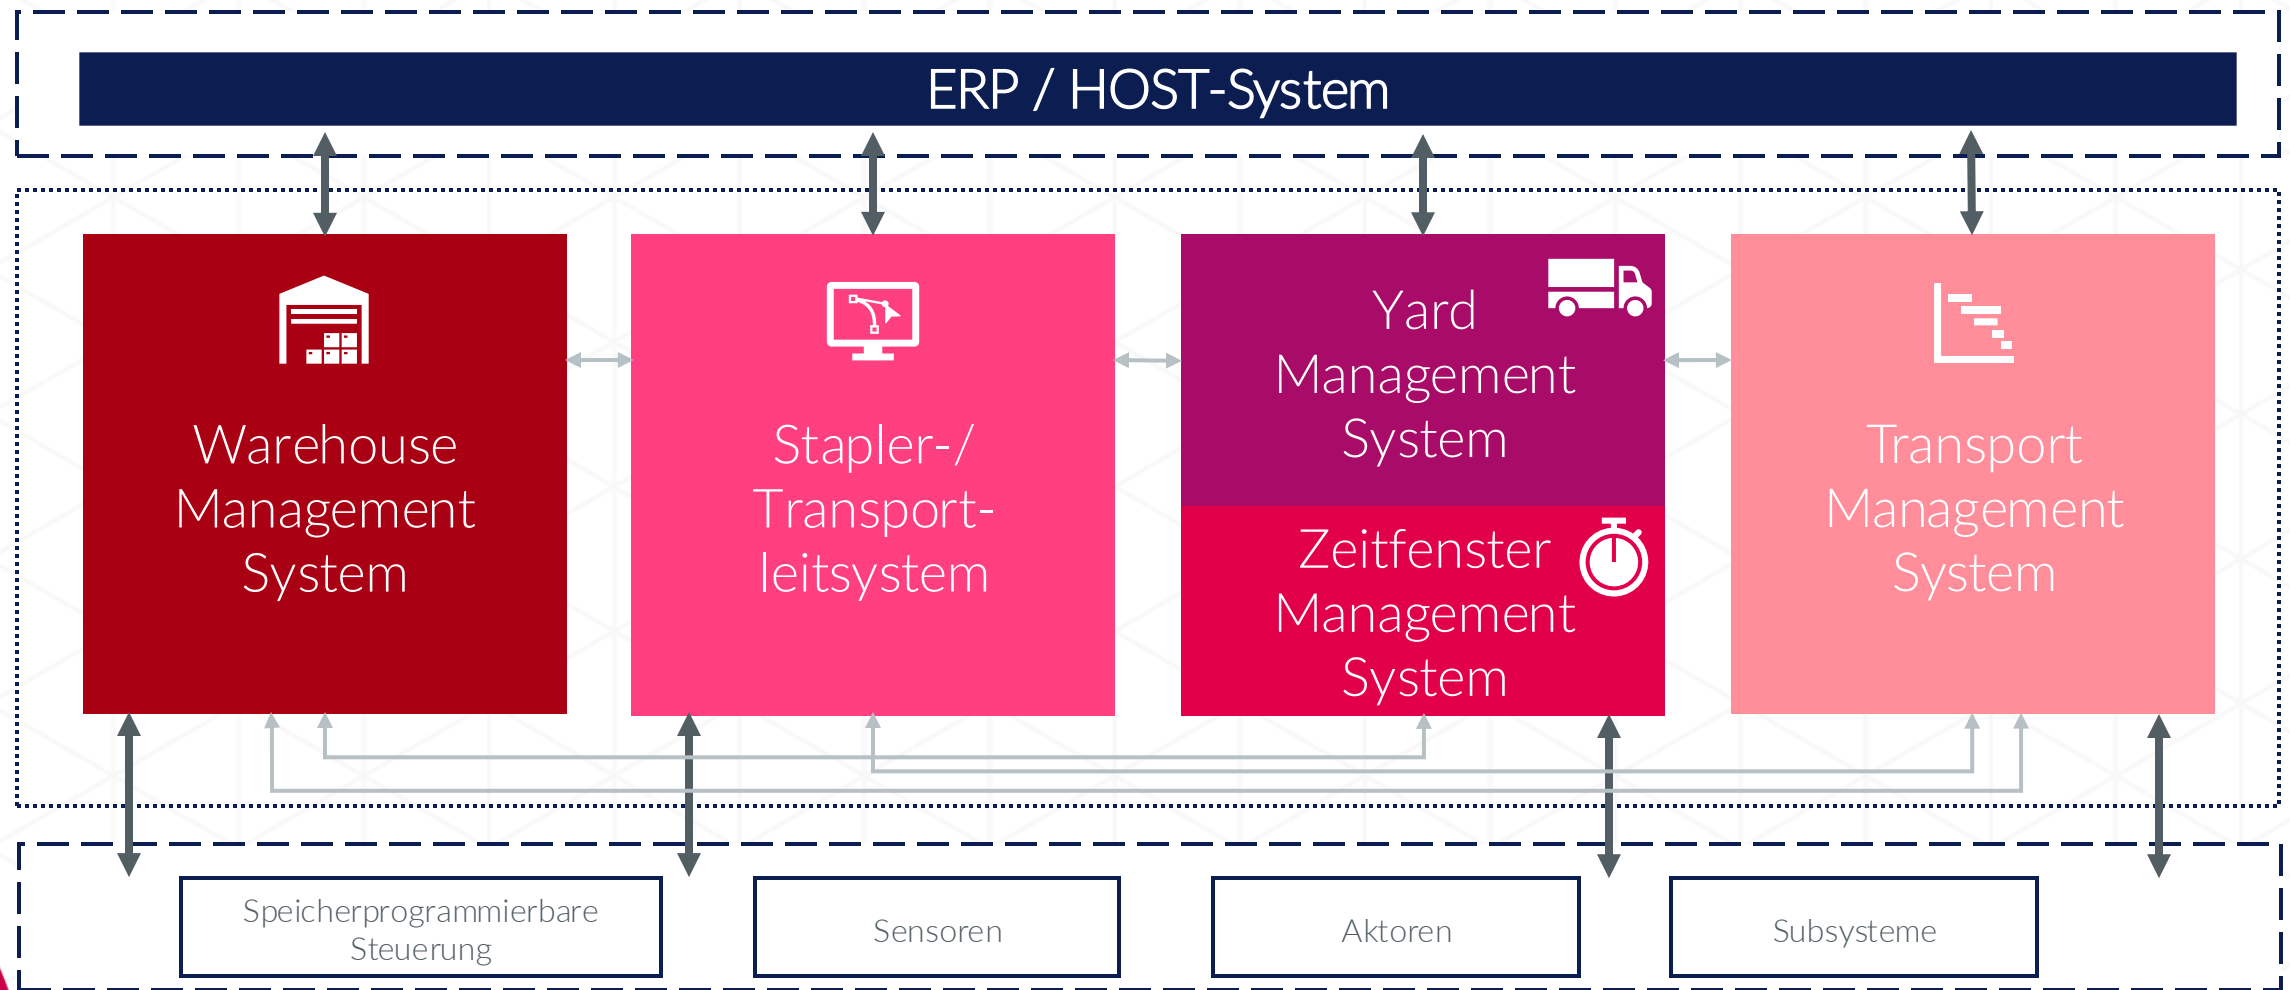 ERP / HOST-System
Warehouse
Management
System
Stapler-/
Transport-
leitsystem
Yard
Management
System
Zeitfenster
Management
System
Transport
Management
System
Speicherprogrammierbare
Steuerung
Sensoren
Aktoren
Subsysteme